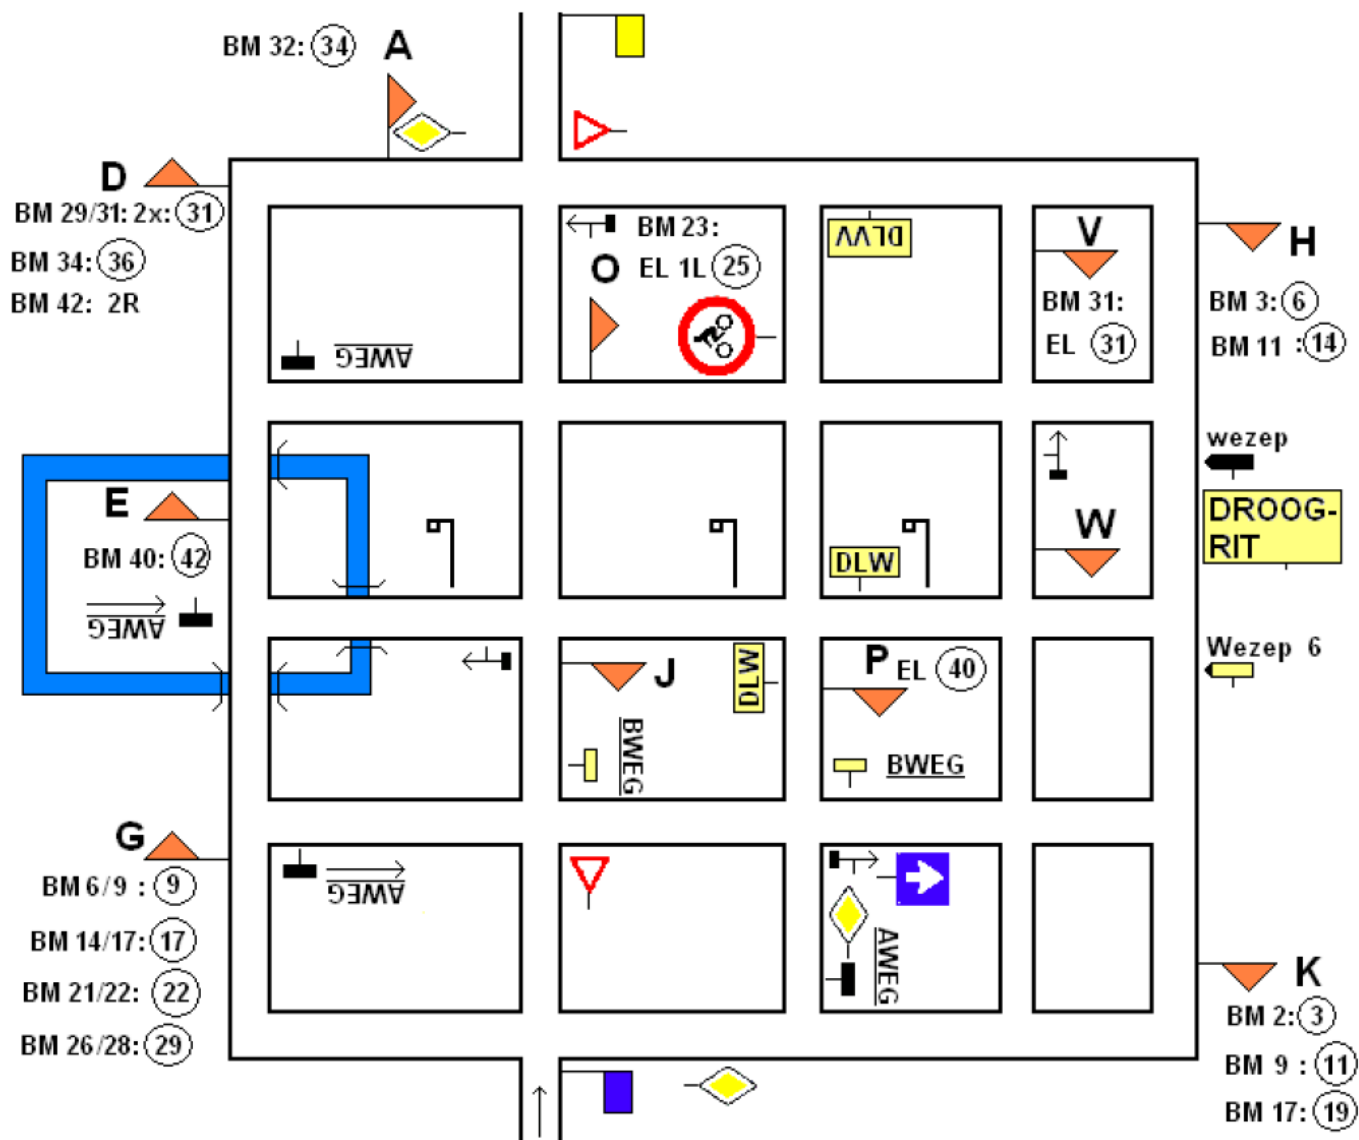 BM 32: 34 A
D
BM 29/31: 2x: 31
BM 34: 36
BM 42: 2R
BM 23:
O EL 1L 25
DLVV
V
BM 31:
EL 31
H
BM 3: 6
BM 11 : 14
AWEG
wezep
DROOG-
RIT
Wezep 6
E
BM 40: 42
AWEG
W
DLW
J
DLW
BWEG
P EL 40
BWEG
G
BM 6/9 : 9
BM 14/17: 17
BM 21/22: 22
BM 26/28: 29
AWEG
AWEG
K
BM 2: 3
BM 9 : 11
BM 17: 19